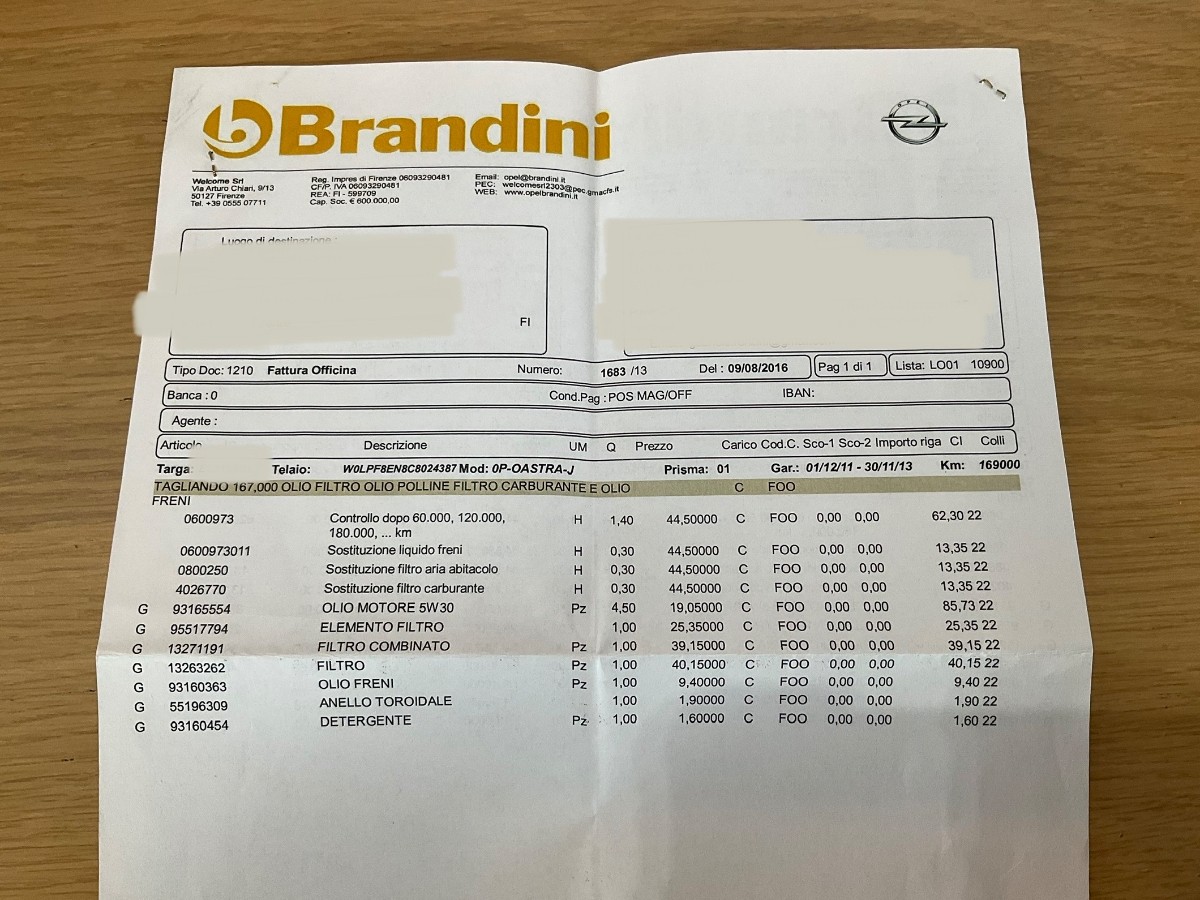 Brandini
OPEL
Welcome Srl
Via Arturo Chiari, 9/13
50127 Firenze
Tel. +39 0555 07711
Reg. Impres di Firenze 06093290481
CF/P. IVA 06093290481
REA: FI - 599709
Cap. Soc. € 600.000,00
Email: opel@brandini.it
PEC: welcomesrl2303@pec.gmacfs.it
WEB: www.opelbrandini.it
Luogo di destinazione :
FI
Tipo Doc: 1210 Fattura Officina Numero: 1683 /13 Del : 09/08/2016 Pag 1 di 1 Lista: LO01 10900
Banca : 0 Cond.Pag : POS MAG/OFF IBAN:
Agente :
Articolo Descrizione UM Q Prezzo Carico Cod.C. Sco-1 Sco-2 Importo riga CI Colli
Targa: Telaio: W0LPF8EN8C8024387 Mod: 0P-OASTRA-J Prisma: 01 Gar.: 01/12/11 - 30/11/13 Km: 169000
TAGLIANDO 167,000 OLIO FILTRO OLIO POLLINE FILTRO CARBURANTE E OLIO C FOO
FRENI
0600973 Controllo dopo 60.000, 120.000, H 1,40 44,50000 C FOO 0,00 0,00 62,30 22
180.000, ... km
0600973011 Sostituzione liquido freni H 0,30 44,50000 C FOO 0,00 0,00 13,35 22
0800250 Sostituzione filtro aria abitacolo H 0,30 44,50000 C FOO 0,00 0,00 13,35 22
4026770 Sostituzione filtro carburante H 0,30 44,50000 C FOO 0,00 0,00 13,35 22
G 93165554 OLIO MOTORE 5W30 Pz 4,50 19,05000 C FOO 0,00 0,00 85,73 22
G 95517794 ELEMENTO FILTRO 1,00 25,35000 C FOO 0,00 0,00 25,35 22
G 13271191 FILTRO COMBINATO Pz 1,00 39,15000 C FOO 0,00 0,00 39,15 22
G 13263262 FILTRO Pz 1,00 40,15000 C FOO 0,00 0,00 40,15 22
G 93160363 OLIO FRENI Pz 1,00 9,40000 C FOO 0,00 0,00 9,40 22
G 55196309 ANELLO TOROIDALE 1,00 1,90000 C FOO 0,00 0,00 1,90 22
G 93160454 DETERGENTE Pz 1,00 1,60000 C FOO 0,00 0,00 1,60 22